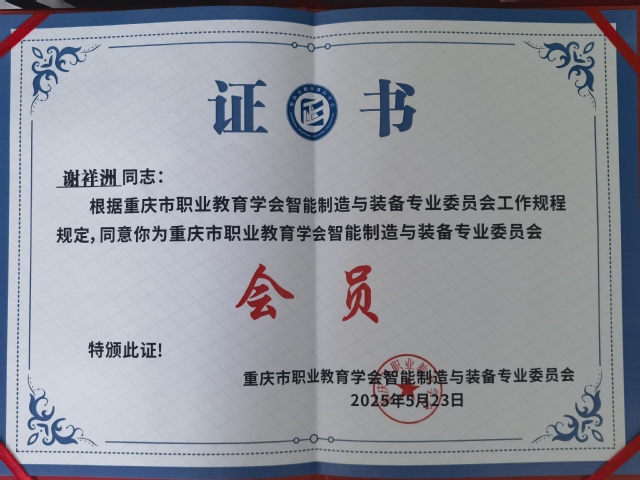 证书
谢祥洲同志：
根据重庆市职业教育学会智能制造与装备专业委员会工作规程
规定,同意你为重庆市职业教育学会智能制造与装备专业委员会
会员
特颁此证!
重庆市职业教育学会智能制造与装备专业委员会
2025年5月23日